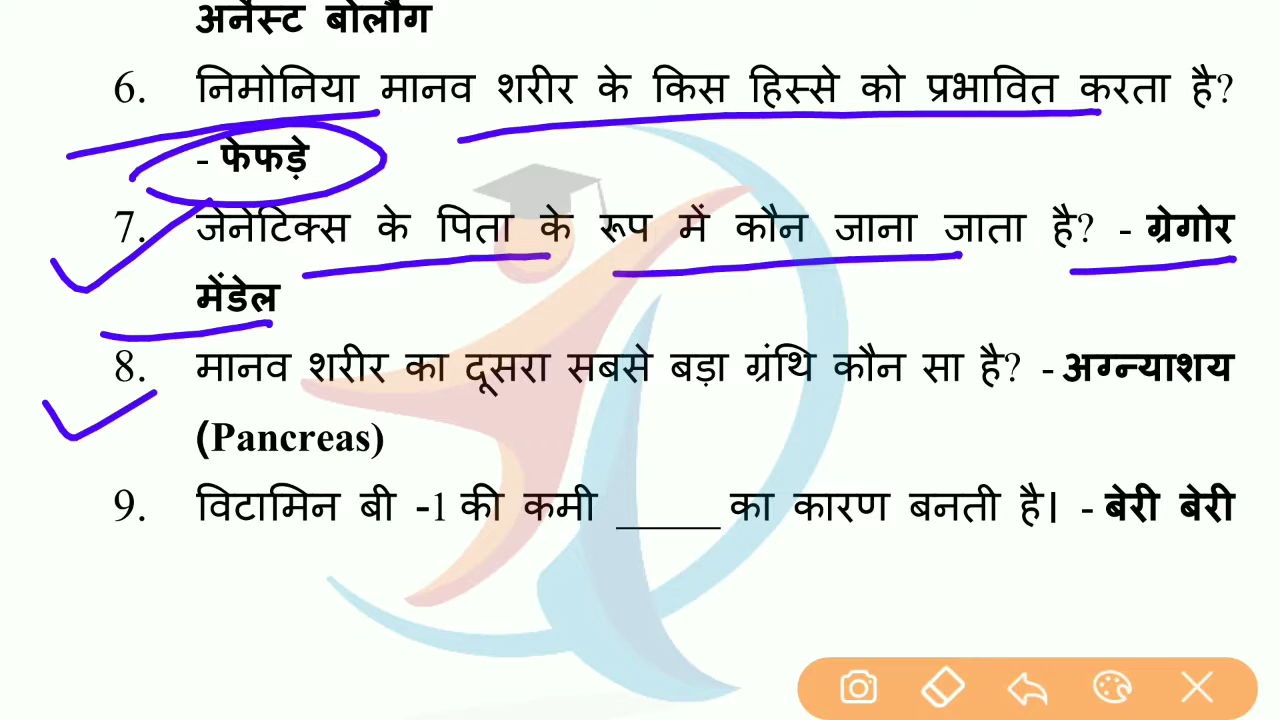 अर्नेस्ट बोर्लौग
6. निमोनिया मानव शरीर के किस हिस्से को प्रभावित करता है?
- फेफड़े
7. जेनेटिक्स के पिता के रूप में कौन जाना जाता है? - ग्रेगोर
मेंडेल
8. मानव शरीर का दूसरा सबसे बड़ा ग्रंथि कौन सा है? - अग्न्याशय
(Pancreas)
9. विटामिन बी -1 की कमी _____ का कारण बनती है। - बेरी बेरी